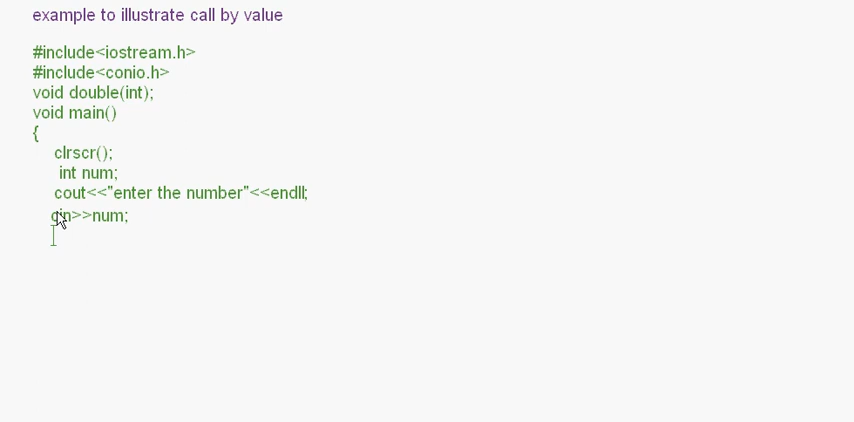 example to illustrate call by value
#include<iostream.h>
#include<conio.h>
void double(int);
void main()
{
clrscr();
int num;
cout<<"enter the number"<<endll;
cin>>num;